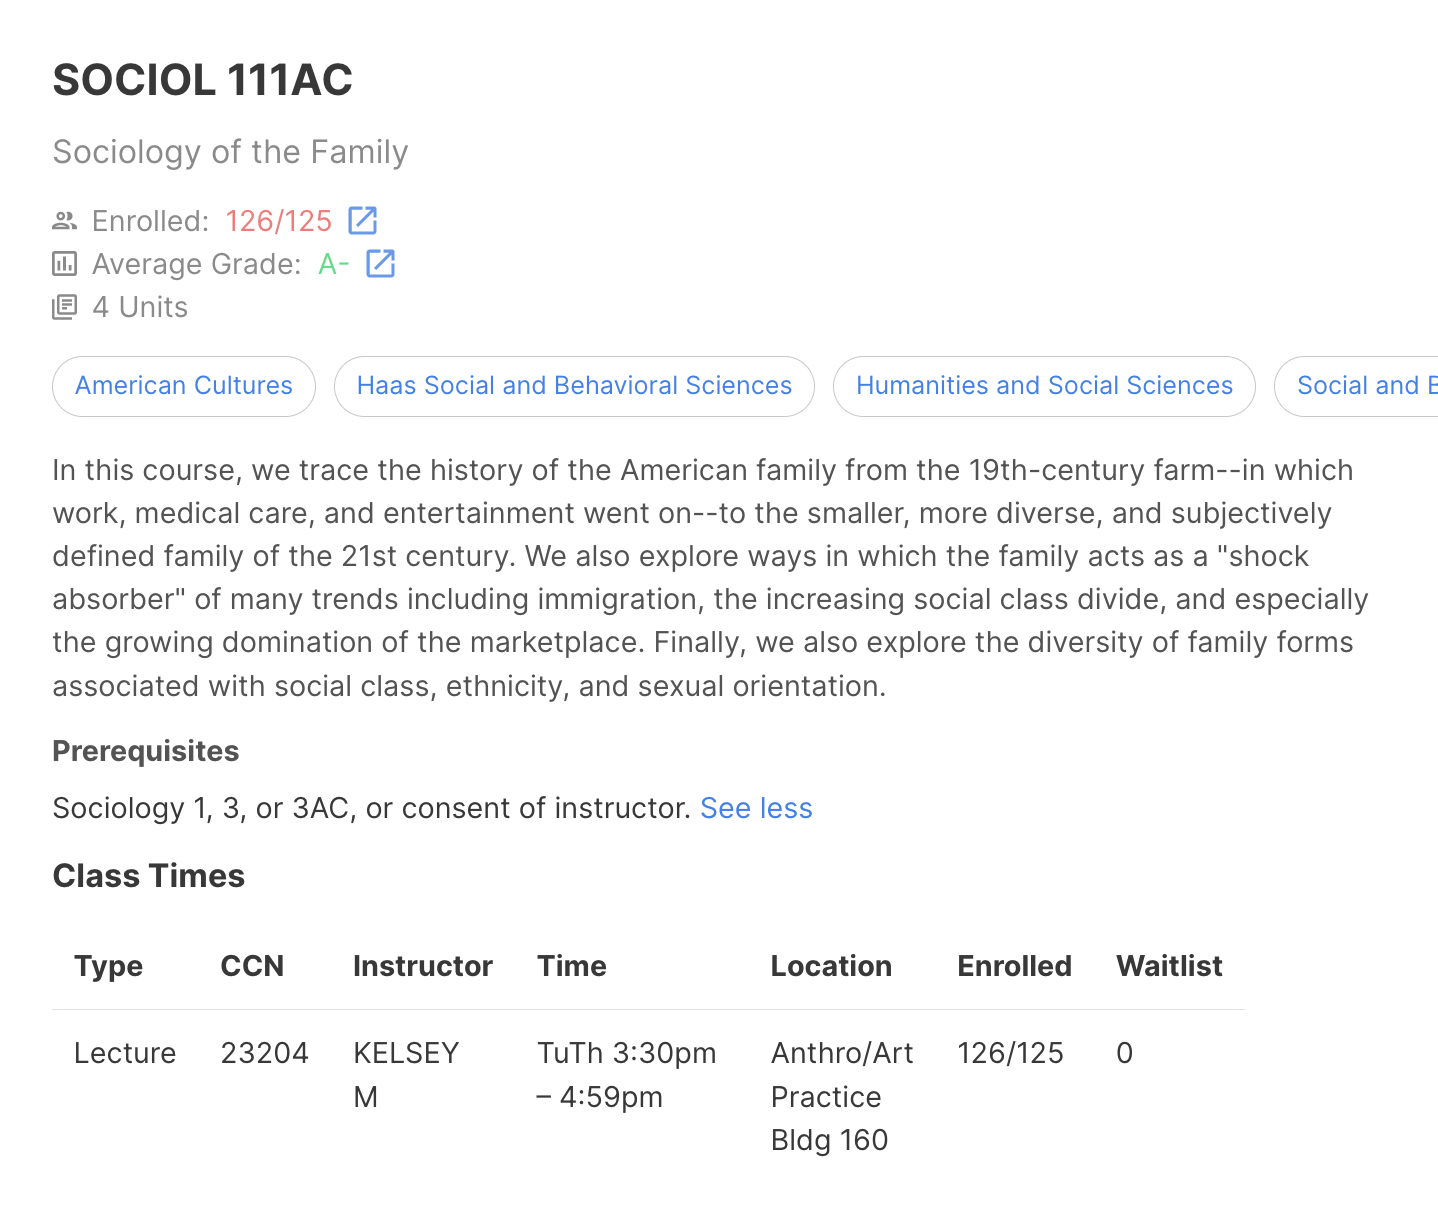 SOCIOL 111AC
Sociology of the Family
Enrolled: 126/125
Average Grade: A-
4 Units
American Cultures Haas Social and Behavioral Sciences Humanities and Social Sciences Social and
In this course, we trace the history of the American family from the 19th-century farm--in which
work, medical care, and entertainment went on--to the smaller, more diverse, and subjectively
defined family of the 21st century. We also explore ways in which the family acts as a "shock
absorber" of many trends including immigration, the increasing social class divide, and especially
the growing domination of the marketplace. Finally, we also explore the diversity of family forms
associated with social class, ethnicity, and sexual orientation.
Prerequisites
Sociology 1, 3, or 3AC, or consent of instructor. See less
Class Times
Type CCN Instructor Time Location Enrolled Waitlist
Lecture 23204 KELSEY TuTh 3:30pm Anthro/Art 126/125 0
M – 4:59pm Practice
Bldg 160